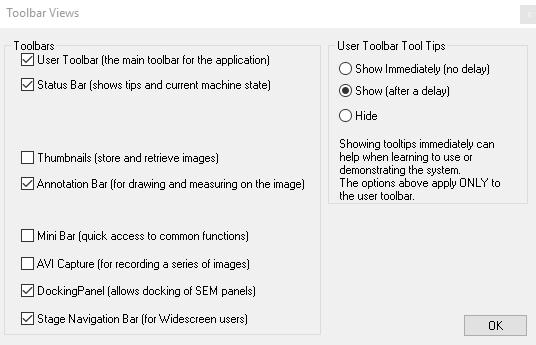 Toolbar Views
x
Toolbars
User Toolbar (the main toolbar for the application)
Status Bar (shows tips and current machine state)
Thumbnails (store and retrieve images)
Annotation Bar (for drawing and measuring on the image)
Mini Bar (quick access to common functions)
AVI Capture (for recording a series of images)
DockingPanel (allows docking of SEM panels)
Stage Navigation Bar (for Widescreen users)
User Toolbar Tool Tips
Show Immediately (no delay)
Show (after a delay)
Hide
Showing tooltips immediately can
help when learning to use or
demonstrating the system.
The options above apply ONLY to
the user toolbar.
OK